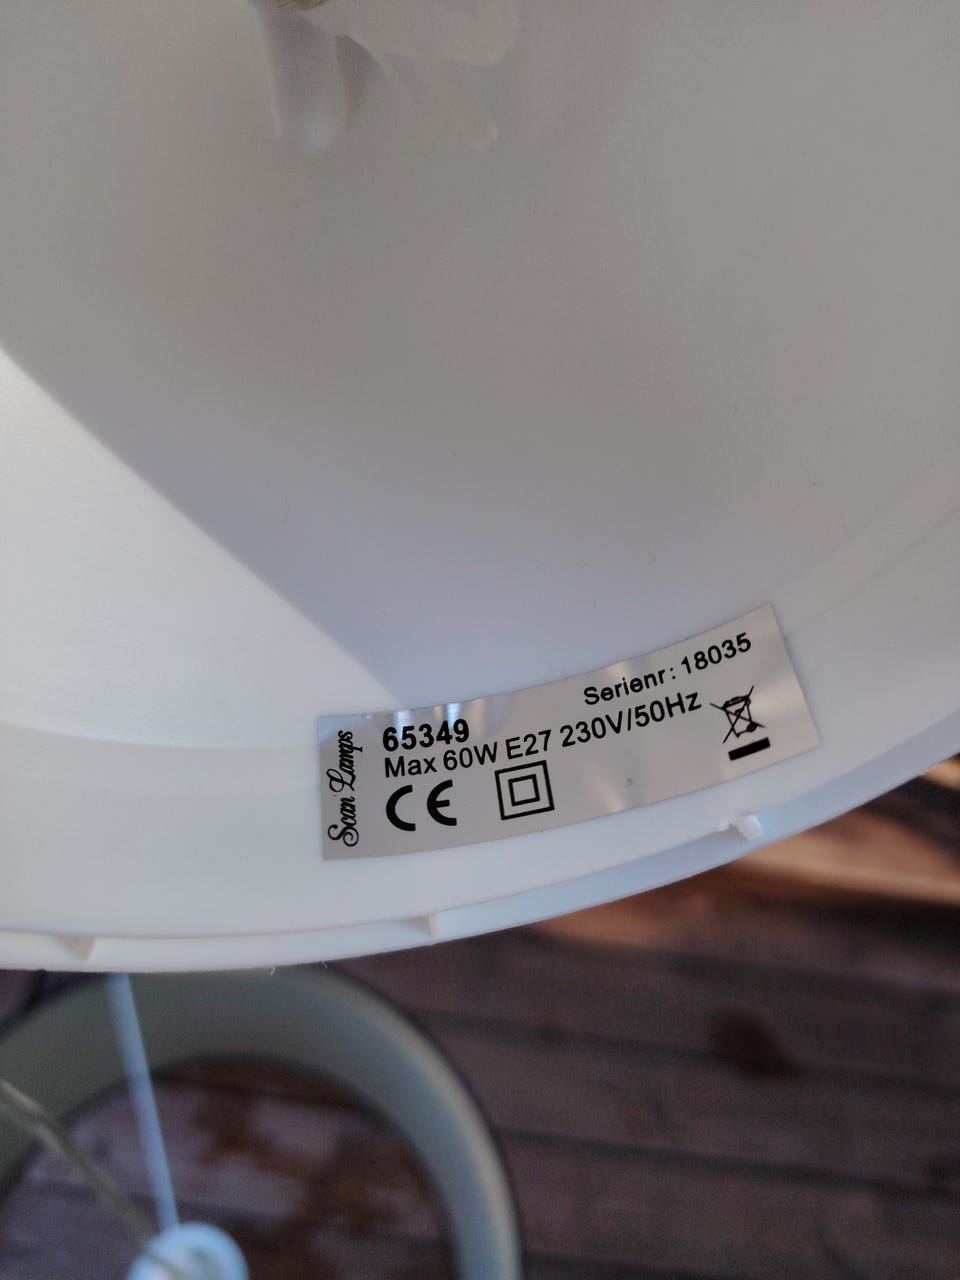 Scan Lamps
65349
Serienr: 18035
Max 60W E27 230V/50Hz
CE